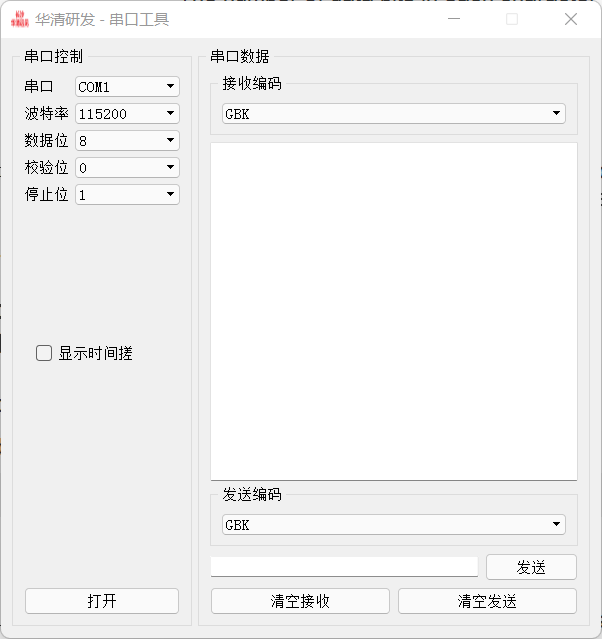 华清研发 - 串口工具
串口控制
串口 COM1
波特率 115200
数据位 8
校验位 0
停止位 1
显示时间搓
打开
串口数据
接收编码
GBK
发送编码
GBK
发送
清空接收
清空发送